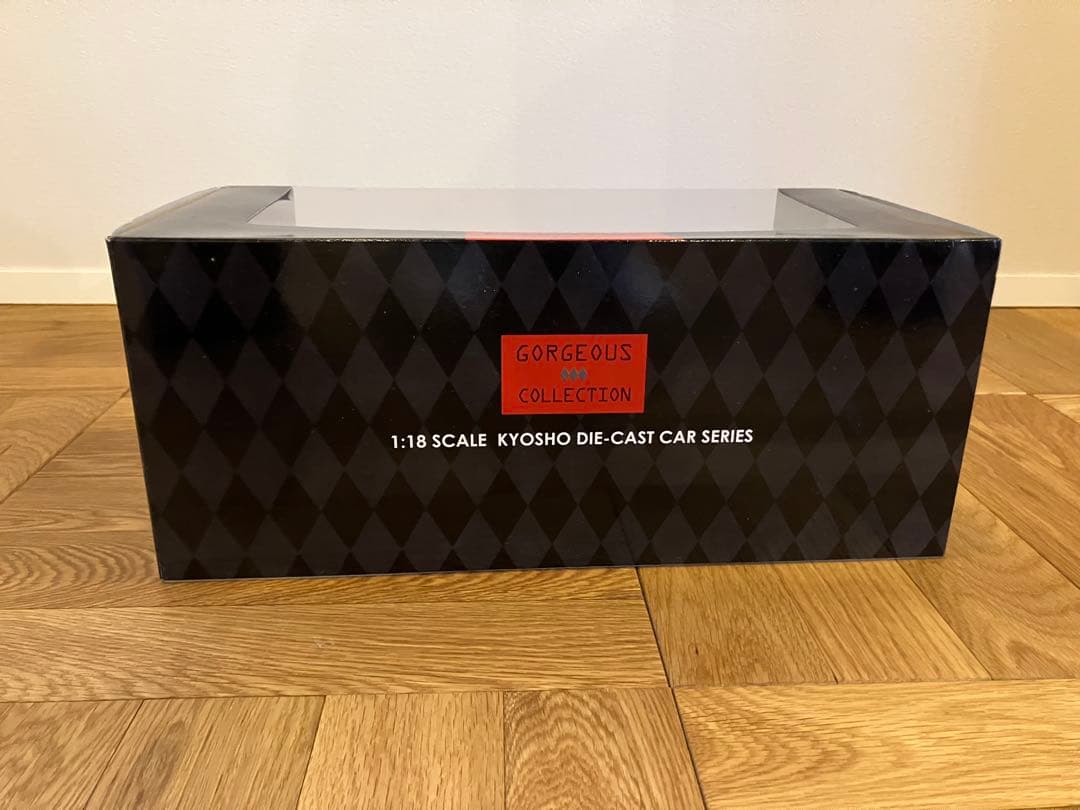 GORGEOUS
COLLECTION
1:18 SCALE KYOSHO DIE-CAST CAR SERIES